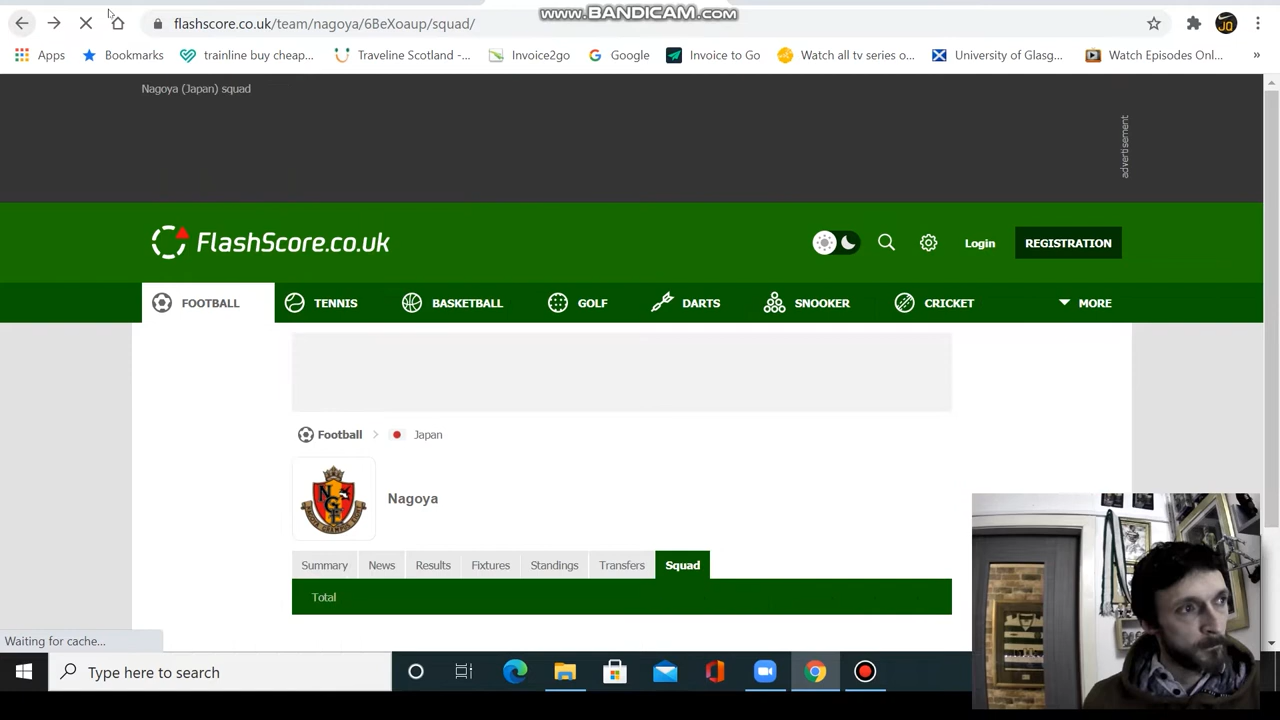 WWW.BANDICAM.COM
flashscore.co.uk/team/nagoya/6BeXoaup/squad/
JQ
Apps Bookmarks trainline buy cheap... Traveline Scotland -... Invoice2go Google Invoice to Go Watch all tv series o... University of Glasg... Watch Episodes Onl... »
Nagoya (Japan) squad
advertisement
FlashScore.co.uk
Login REGISTRATION
FOOTBALL TENNIS BASKETBALL GOLF DARTS SNOOKER CRICKET MORE
Football > Japan
Nagoya
Summary News Results Fixtures Standings Transfers Squad
Total
Waiting for cache...
Type here to search